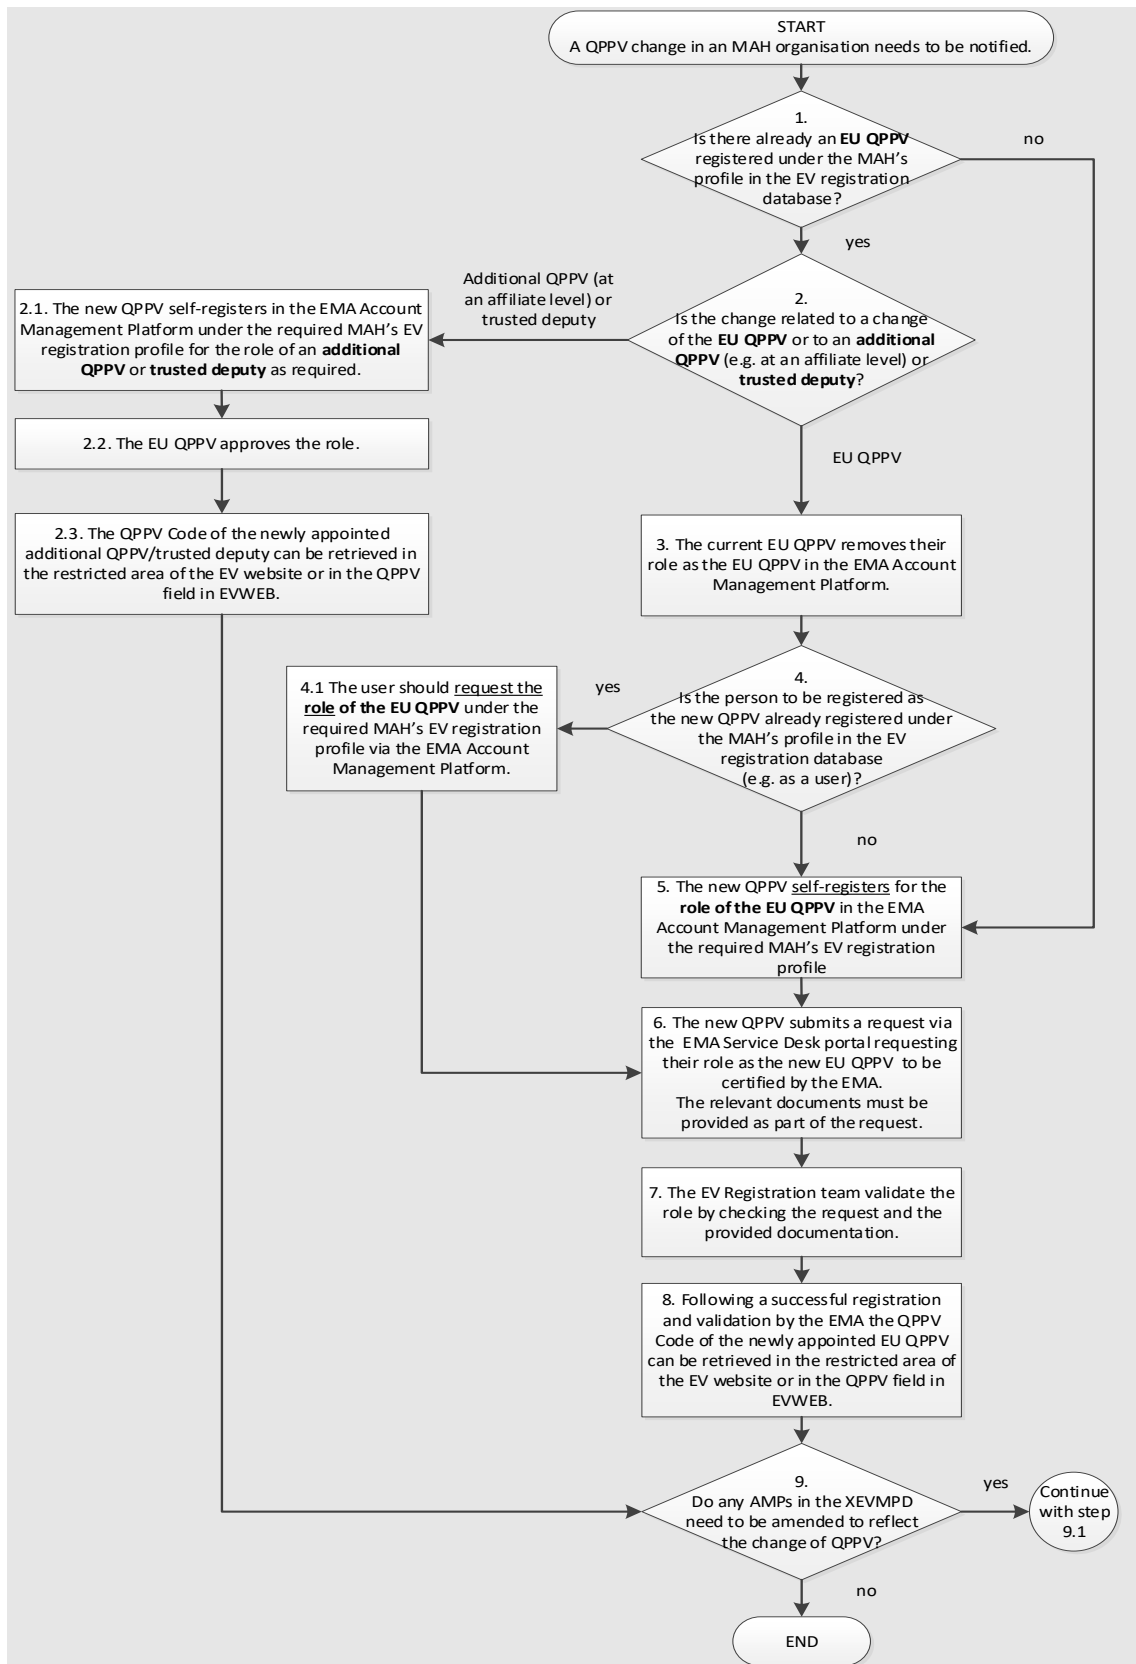 START
A QPPV change in an MAH organisation needs to be notified.
1.
Is there already an EU QPPV
registered under the MAH's
profile in the EV registration
database?
no
yes
Additional QPPV (at
an affiliate level) or
trusted deputy
2.
Is the change related to a change
of the EU QPPV or to an additional
QPPV (e.g. at an affiliate level) or
trusted deputy?
2.1. The new QPPV self-registers in the EMA Account
Management Platform under the required MAH's EV
registration profile for the role of an additional
QPPV or trusted deputy as required.
2.2. The EU QPPV approves the role.
2.3. The QPPV Code of the newly appointed
additional QPPV/trusted deputy can be retrieved in
the restricted area of the EV website or in the QPPV
field in EVWEB.
EU QPPV
3. The current EU QPPV removes their
role as the EU QPPV in the EMA Account
Management Platform.
4.
Is the person to be registered as
the new QPPV already registered under
the MAH's profile in the EV
registration database
(e.g. as a user)?
yes
4.1 The user should request the
role of the EU QPPV under the
required MAH's EV registration
profile via the EMA Account
Management Platform.
no
5. The new QPPV self-registers for the
role of the EU QPPV in the EMA
Account Management Platform under
the required MAH's EV registration
profile
6. The new QPPV submits a request via
the EMA Service Desk portal requesting
their role as the new EU QPPV to be
certified by the EMA.
The relevant documents must be
provided as part of the request.
7. The EV Registration team validate the
role by checking the request and the
provided documentation.
8. Following a successful registration
and validation by the EMA the QPPV
Code of the newly appointed EU QPPV
can be retrieved in the restricted area of
the EV website or in the QPPV field in
EVWEB.
9.
Do any AMPs in the XEVMPD
need to be amended to reflect
the change of QPPV?
yes
Continue
with step
9.1
no
END